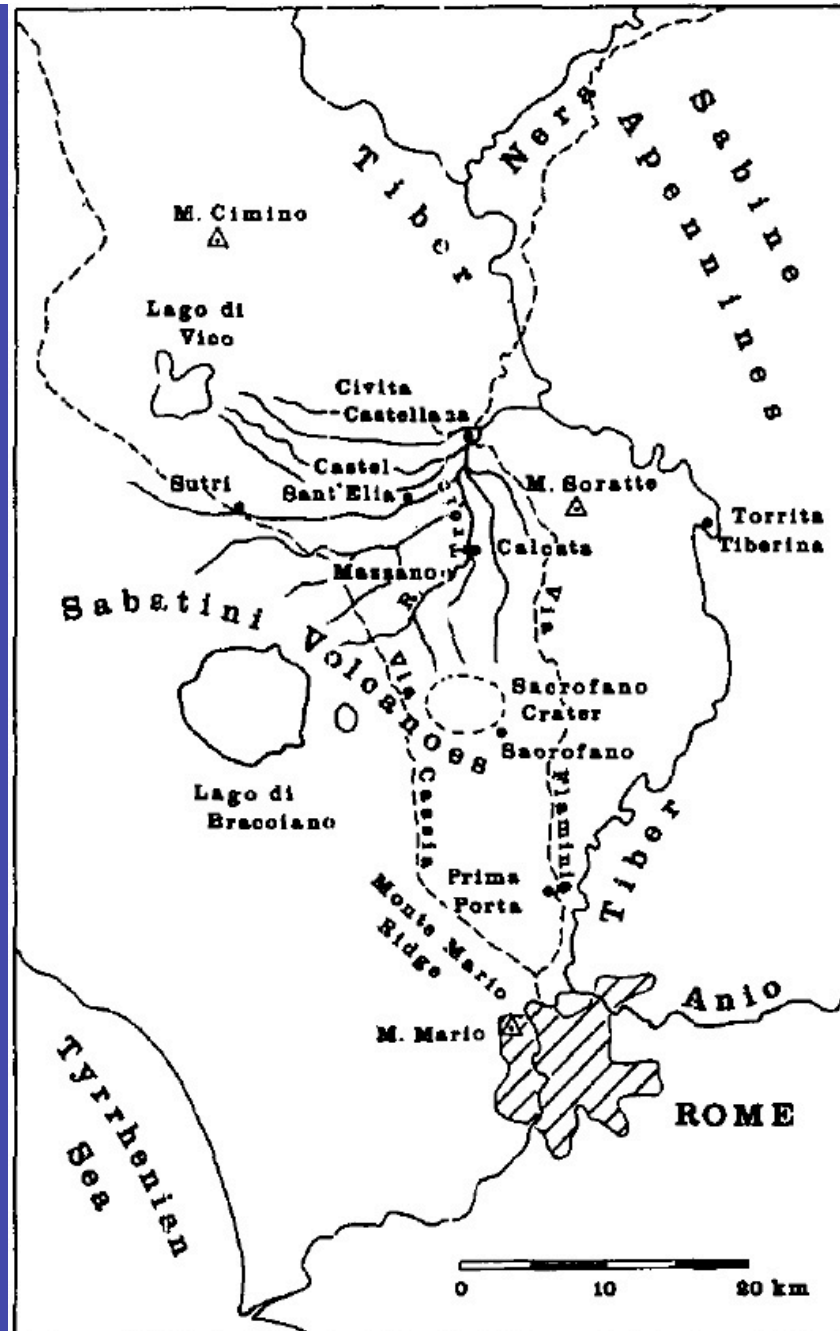 Sabine
Apennines
Nera
Tiber
M. Cimino
Lago di
Vico
Civita
Castellana
Castel
Sant'Elia
Sutri
M. Soratte
Torrita
Tiberina
Treri
Calcata
Mazzano
R.
Via
Sabatini Volcanoes
Via
Sacrofano
Crater
Sacrofano
Lago di
Bracciano
Cassia
Flamini
Tiber
Prima
Porta
Monte Mario
Ridge
Anio
M. Mario
ROME
Tyrrhenian
Sea
0 10 20 km